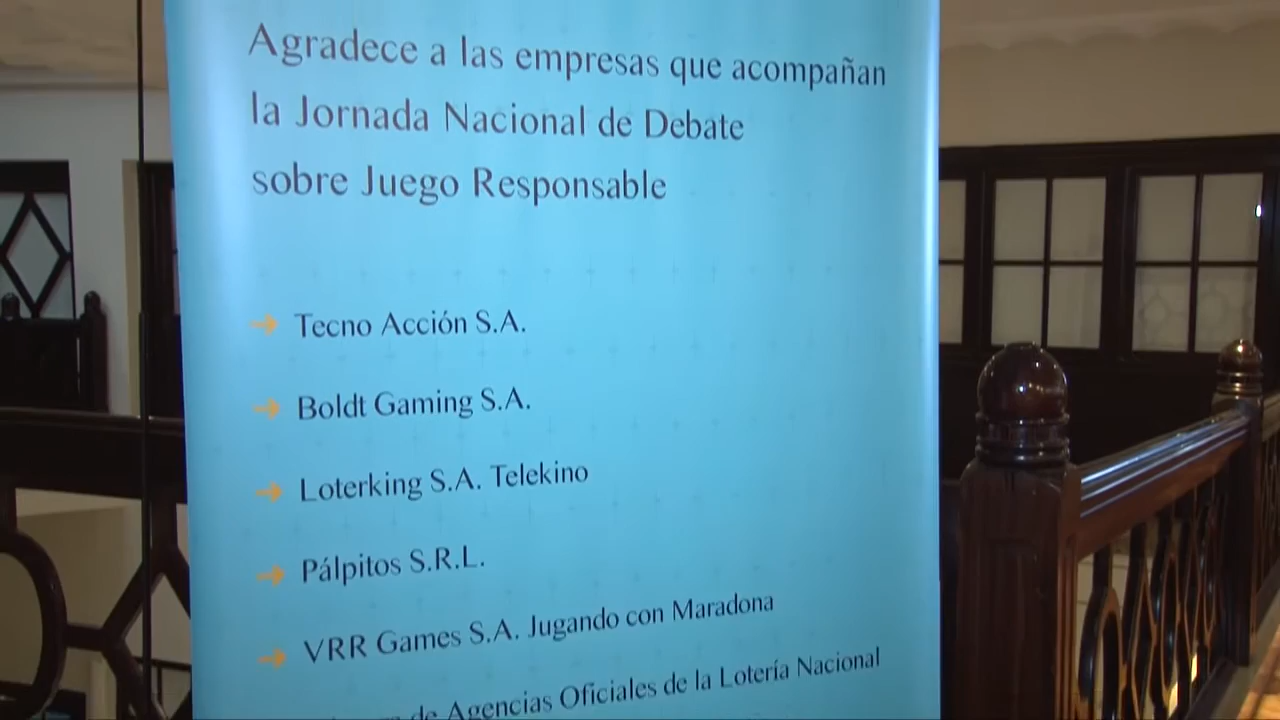 Agradece a las empresas que acompañan
la Jornada Nacional de Debate
sobre Juego Responsable
Tecno Acción S.A.
Boldt Gaming S.A.
Loterking S.A. Telekino
Pálpitos S.R.L.
VRR Games S.A. Jugando con Maradona
de Agencias Oficiales de la Lotería Nacional